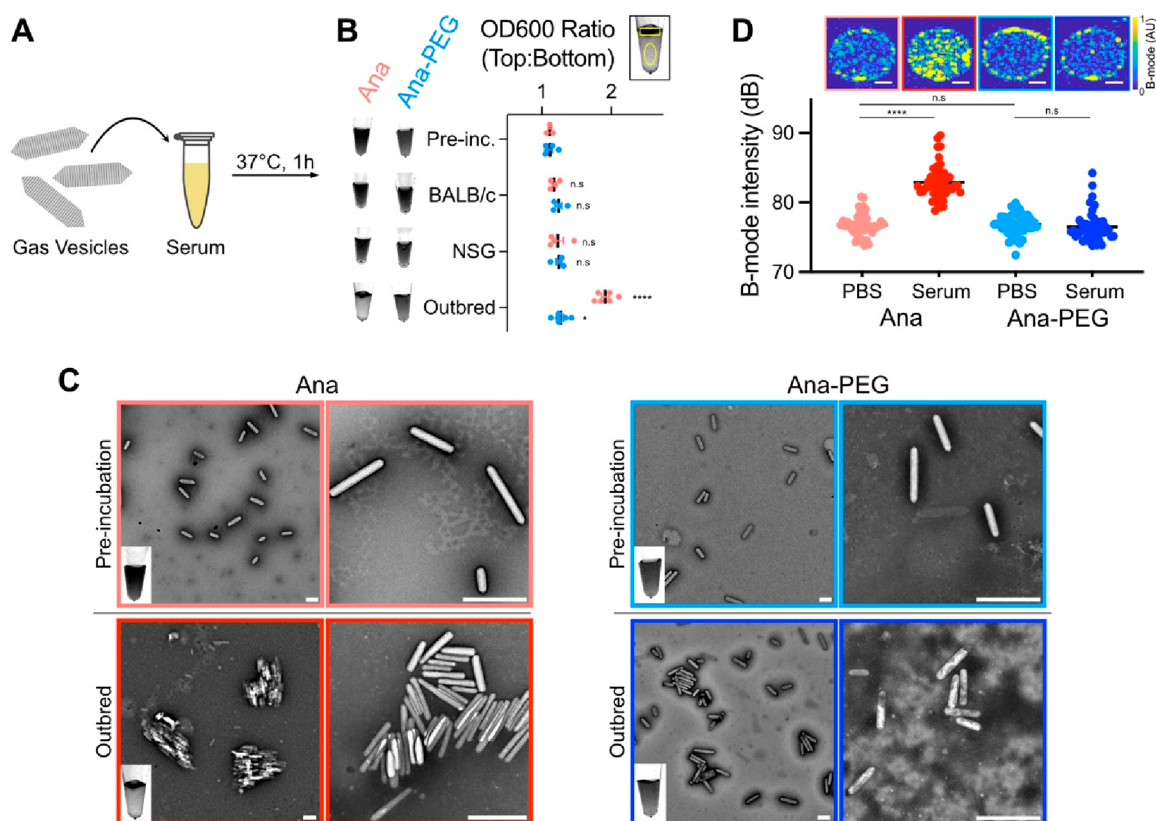 A
Gas Vesicles
Serum
37°C, 1h
B
Ana
Ana-PEG
OD600 Ratio
(Top:Bottom)
1
2
Pre-inc.
BALB/c
n.s
n.s
NSG
n.s
n.s
Outbred
****
*
D
1
B-mode (AU)
0
n.s
****
n.s
B-mode intensity (dB)
90
80
70
PBS
Serum
PBS
Serum
Ana
Ana-PEG
C
Ana
Ana-PEG
Pre-incubation
Pre-incubation
Outbred
Outbred